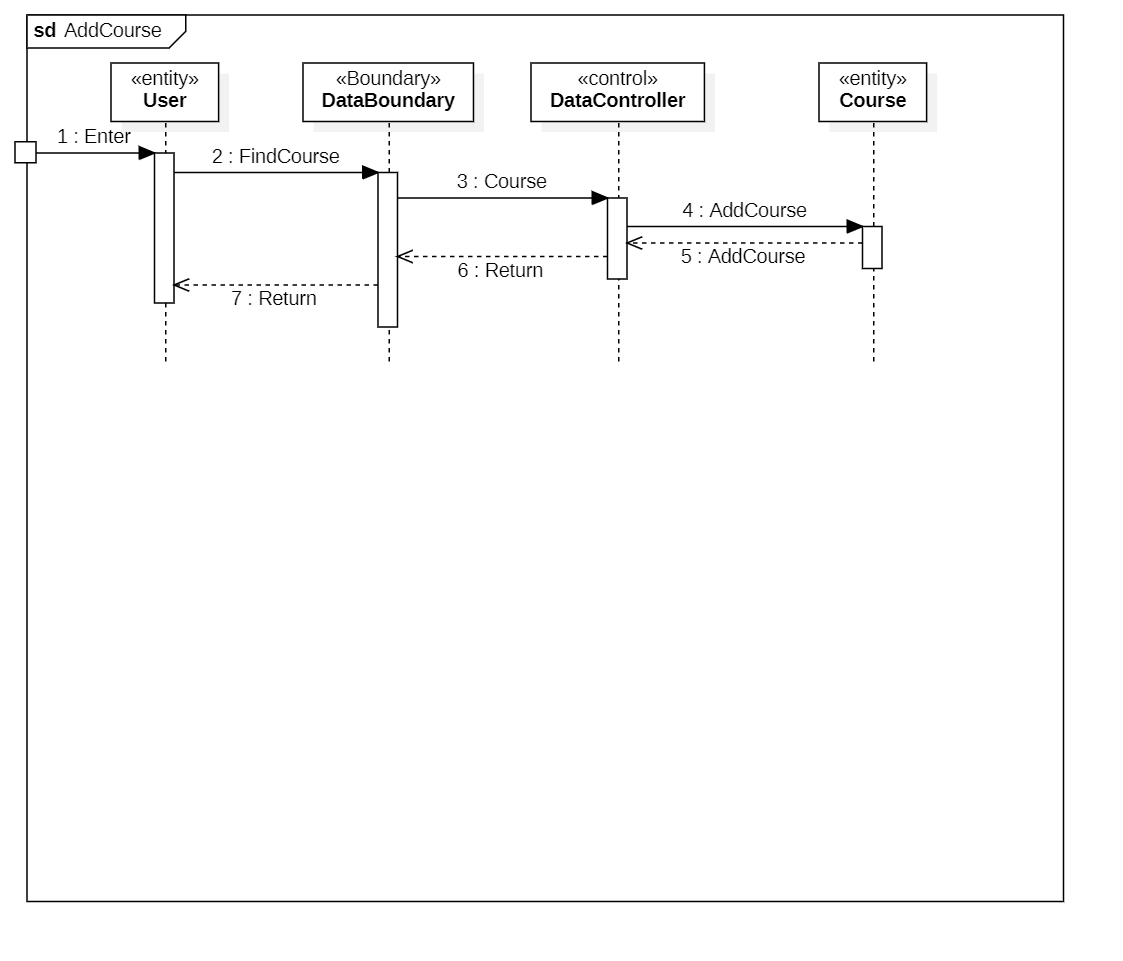 sd AddCourse
«entity»
User
«Boundary»
DataBoundary
«control»
DataController
«entity»
Course
1 : Enter
2 : FindCourse
3 : Course
4 : AddCourse
5 : AddCourse
6 : Return
7 : Return